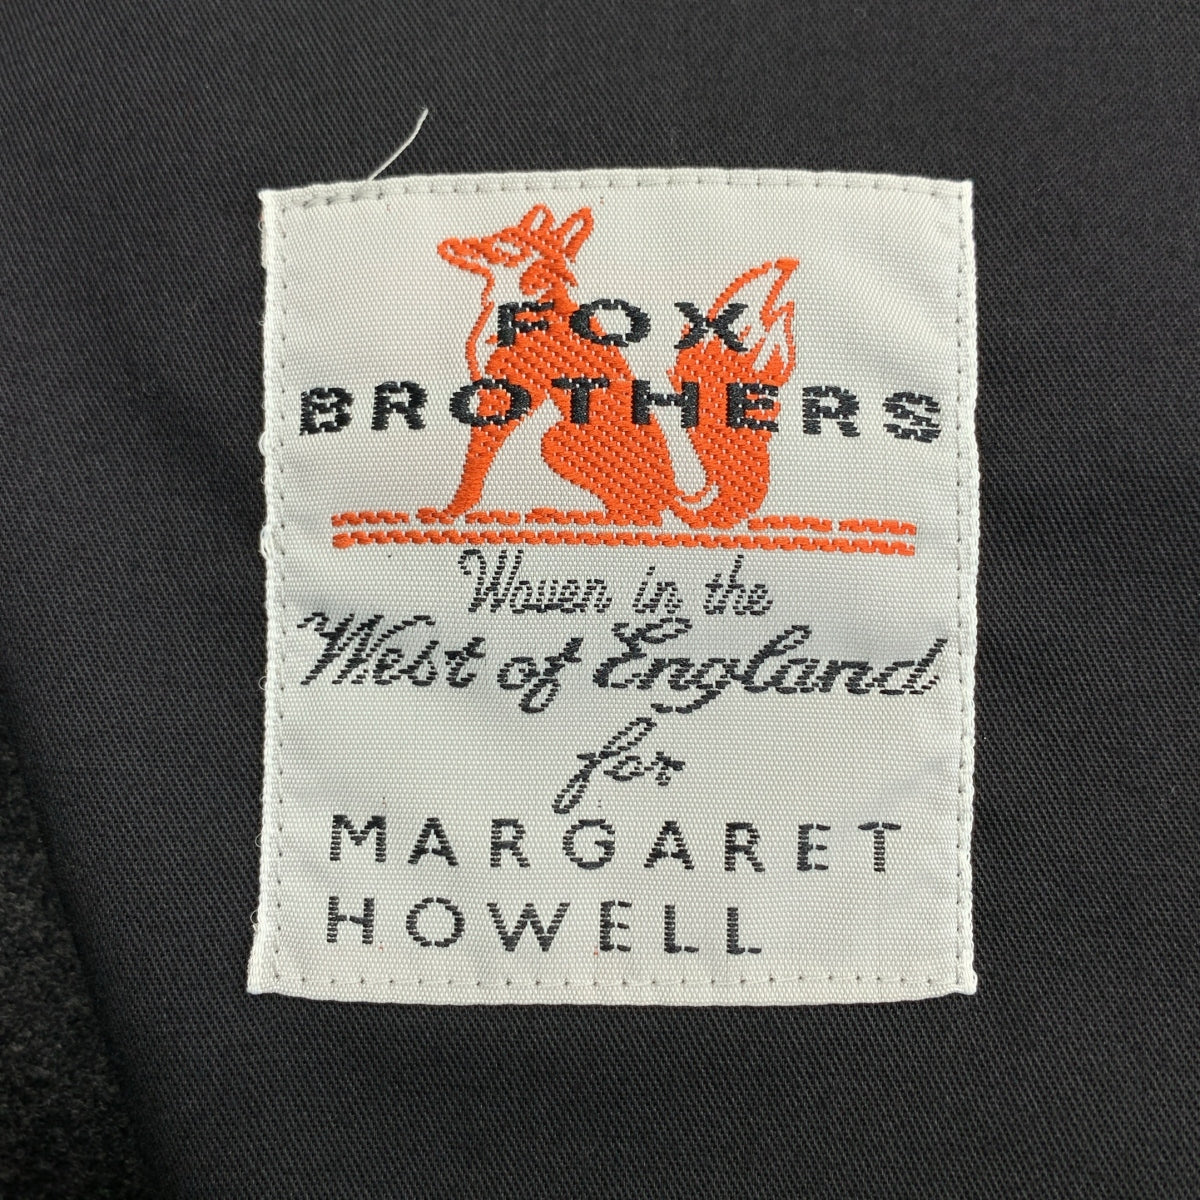 FOX
BROTHERS
Woven in the
West of England
for
MARGARET
HOWELL